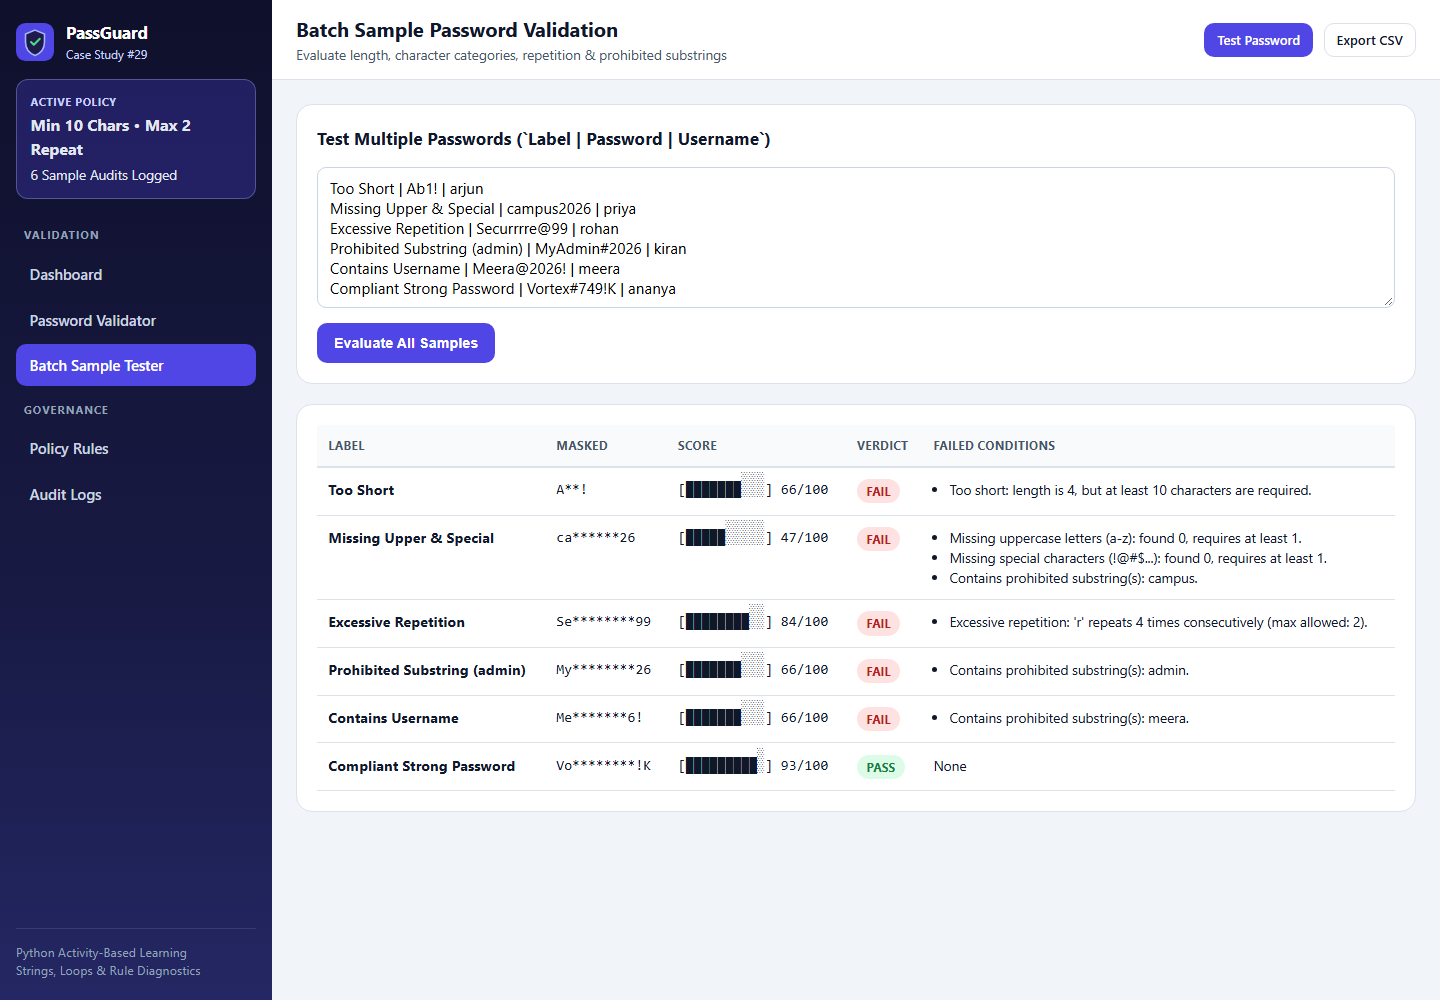 PassGuard
Case Study #29
ACTIVE POLICY
Min 10 Chars • Max 2
Repeat
6 Sample Audits Logged
VALIDATION
Dashboard
Password Validator
Batch Sample Tester
GOVERNANCE
Policy Rules
Audit Logs
Python Activity-Based Learning
Strings, Loops & Rule Diagnostics
Batch Sample Password Validation
Evaluate length, character categories, repetition & prohibited substrings
Test Password
Export CSV
Test Multiple Passwords (`Label | Password | Username`)
Too Short | Ab1! | arjun
Missing Upper & Special | campus2026 | priya
Excessive Repetition | Securrrre@99 | rohan
Prohibited Substring (admin) | MyAdmin#2026 | kiran
Contains Username | Meera@2026! | meera
Compliant Strong Password | Vortex#749!K | ananya
Evaluate All Samples
LABEL MASKED SCORE VERDICT FAILED CONDITIONS
Too Short A**! [███████░░░] 66/100 FAIL • Too short: length is 4, but at least 10 characters are required.
Missing Upper & Special ca******26 [█████░░░░░] 47/100 FAIL • Missing uppercase letters (a-z): found 0, requires at least 1.
• Missing special characters (!@#$...): found 0, requires at least 1.
• Contains prohibited substring(s): campus.
Excessive Repetition Se********99 [████████░░] 84/100 FAIL • Excessive repetition: 'r' repeats 4 times consecutively (max allowed: 2).
Prohibited Substring (admin) My********26 [███████░░░] 66/100 FAIL • Contains prohibited substring(s): admin.
Contains Username Me*******6! [███████░░░] 66/100 FAIL • Contains prohibited substring(s): meera.
Compliant Strong Password Vo********!K [█████████░] 93/100 PASS None